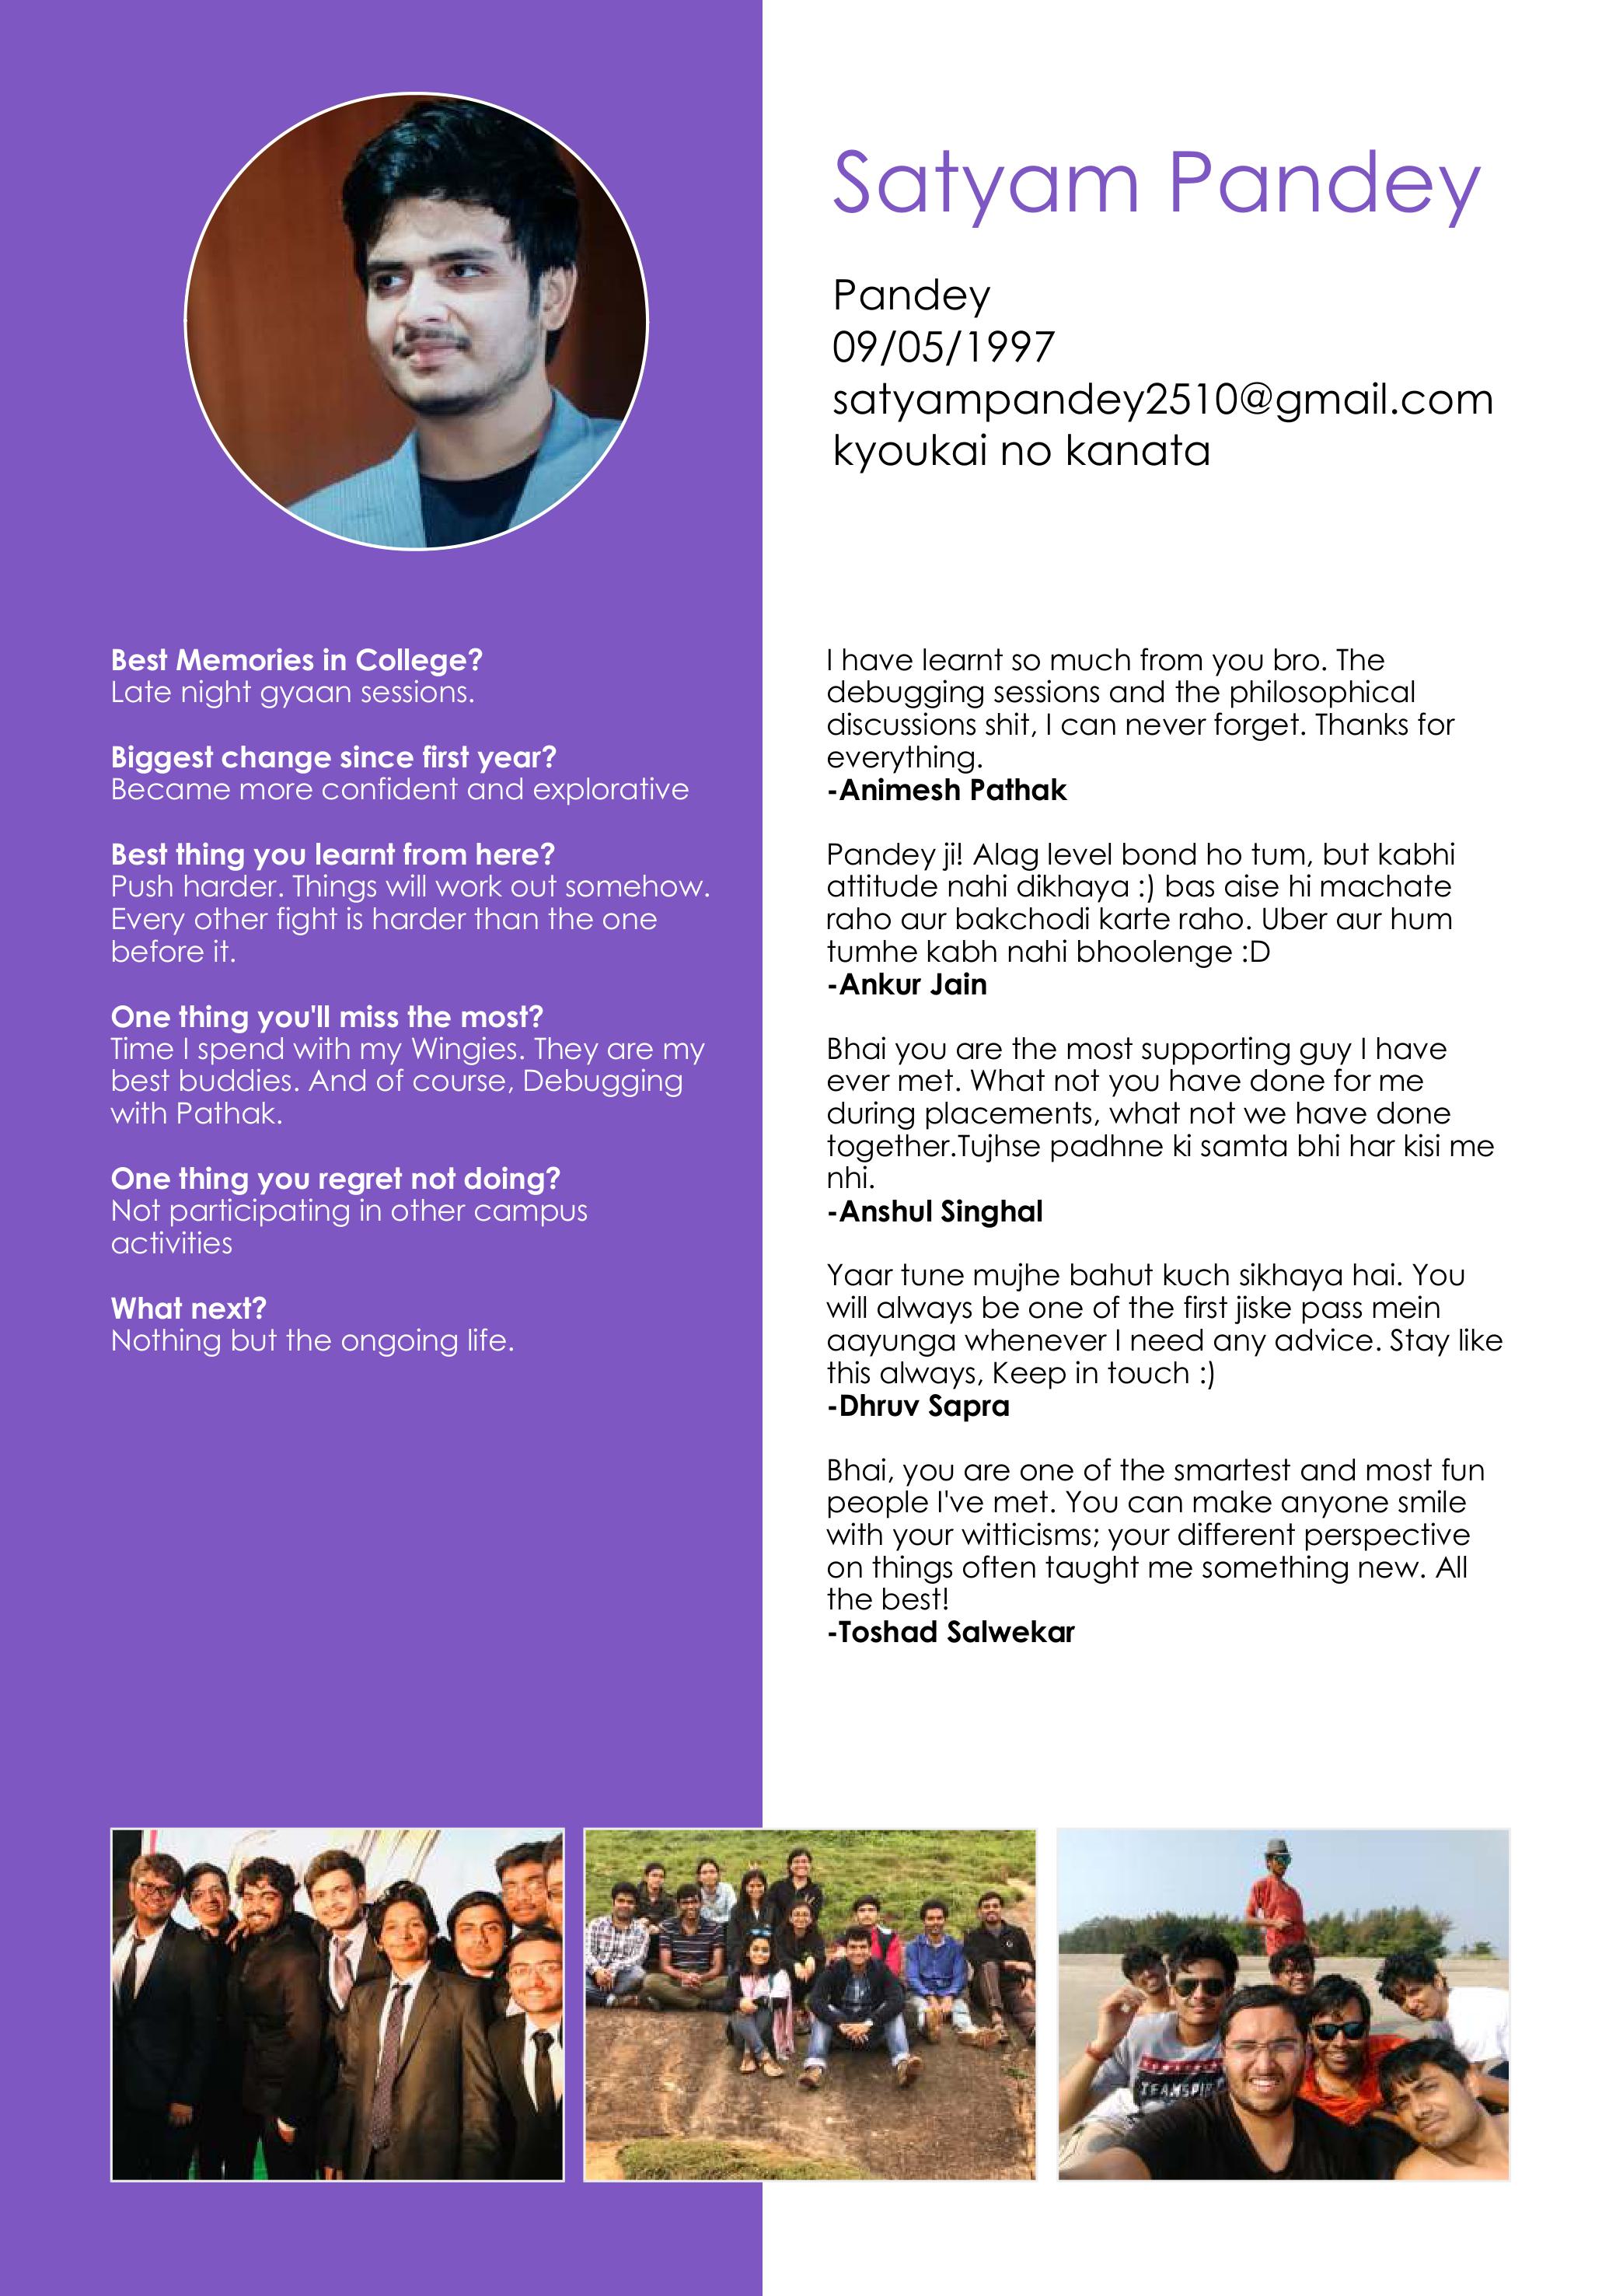 Satyam Pandey
Pandey
09/05/1997
satyampandey2510@gmail.com
kyoukai no kanata
Best Memories in College?
Late night gyaan sessions.
Biggest change since first year?
Became more confident and explorative
Best thing you learnt from here?
Push harder. Things will work out somehow.
Every other fight is harder than the one
before it.
One thing you'll miss the most?
Time I spend with my Wingies. They are my
best buddies. And of course, Debugging
with Pathak.
One thing you regret not doing?
Not participating in other campus
activities
What next?
Nothing but the ongoing life.
I have learnt so much from you bro. The
debugging sessions and the philosophical
discussions shit, I can never forget. Thanks for
everything.
-Animesh Pathak
Pandey ji! Alag level bond ho tum, but kabhi
attitude nahi dikhaya :) bas aise hi machate
raho aur bakchodi karte raho. Uber aur hum
tumhe kabh nahi bhoolenge :D
-Ankur Jain
Bhai you are the most supporting guy I have
ever met. What not you have done for me
during placements, what not we have done
together.Tujhse padhne ki samta bhi har kisi me
nhi.
-Anshul Singhal
Yaar tune mujhe bahut kuch sikhaya hai. You
will always be one of the first jiske pass mein
aayunga whenever I need any advice. Stay like
this always, Keep in touch :)
-Dhruv Sapra
Bhai, you are one of the smartest and most fun
people I've met. You can make anyone smile
with your witticisms; your different perspective
on things often taught me something new. All
the best!
-Toshad Salwekar